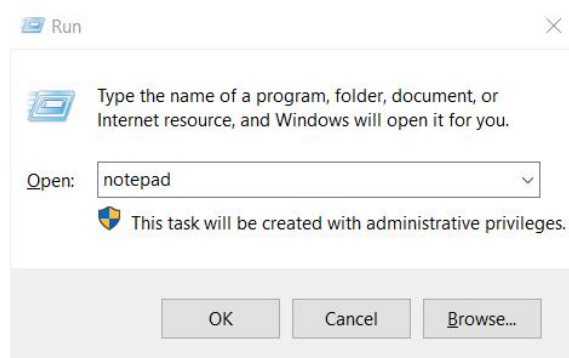 Run
Type the name of a program, folder, document, or
Internet resource, and Windows will open it for you.
Open: notepad
This task will be created with administrative privileges.
OK Cancel Browse...